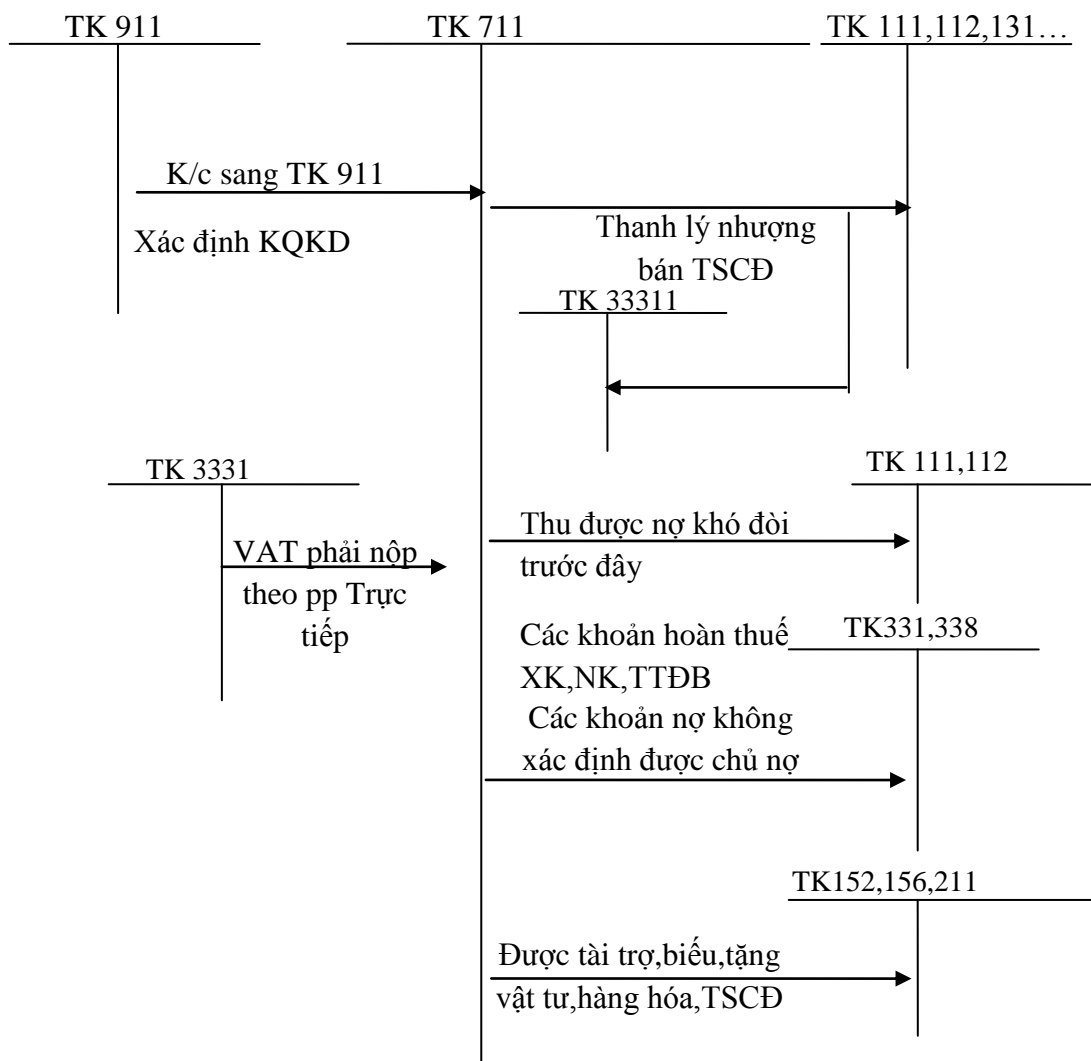 TK 911
TK 711
TK 111,112,131…
K/c sang TK 911
Xác định KQKD
Thanh lý nhượng
bán TSCĐ
TK 33311
TK 3331
TK 111,112
VAT phải nộp
theo pp Trực
tiếp
Thu được nợ khó đòi
trước đây
Các khoản hoàn thuế
XK,NK,TTĐB
TK331,338
Các khoản nợ không
xác định được chủ nợ
TK152,156,211
Được tài trợ,biếu,tặng
vật tư,hàng hóa,TSCĐ